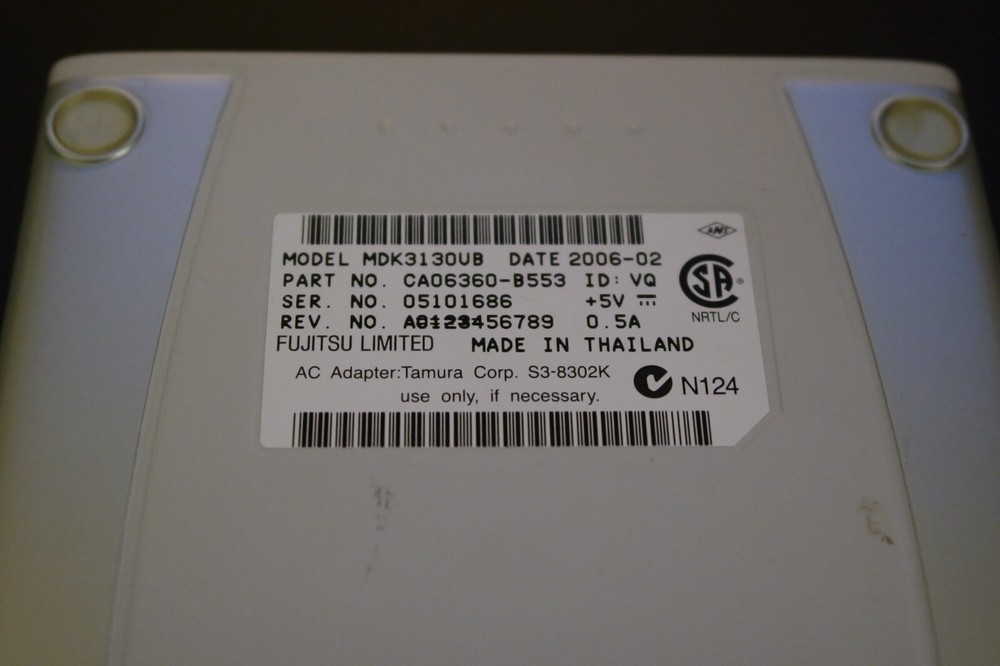 MODEL MDK3130UB DATE 2006-02
PART NO. CA06360-B553 ID: VQ
SER. NO. 05101686 +5V
REV. NO. A0123456789 0.5A
FUJITSU LIMITED MADE IN THAILAND
AC Adapter:Tamura Corp. S3-8302K
use only, if necessary.
SA ®
NRTL/C
N124